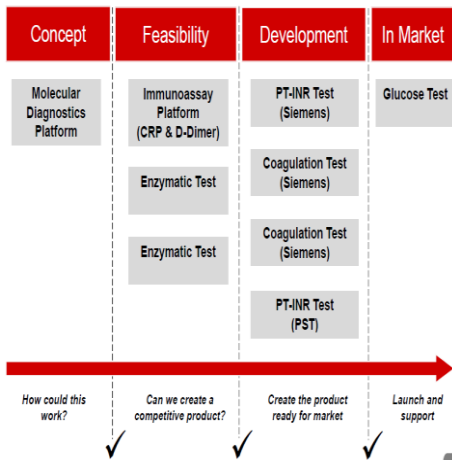 Concept
Feasibility
Development
In Market
Molecular
Diagnostics
Platform
Immunoassay
Platform
(CRP & D-Dimer)
Enzymatic Test
Enzymatic Test
PT-INR Test
(Siemens)
Coagulation Test
(Siemens)
Coagulation Test
(Siemens)
PT-INR Test
(PST)
Glucose Test
How could this
work?
Can we create a
competitive product?
Create the product
ready for market
Launch and
support